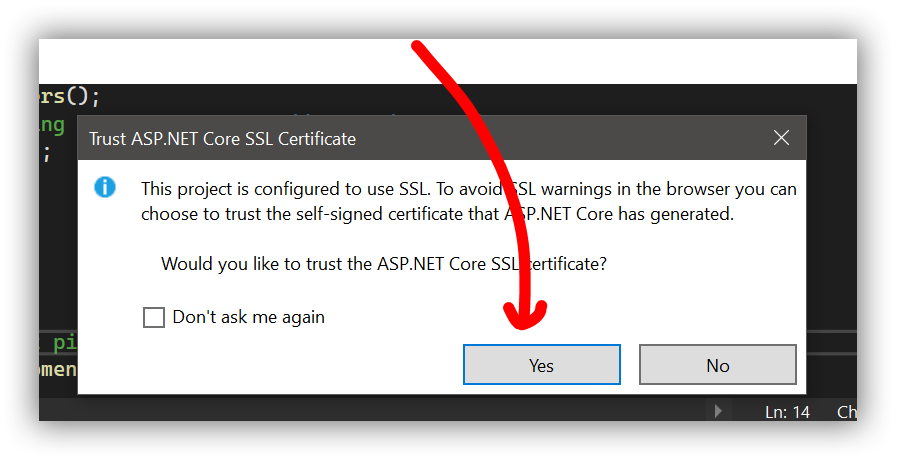 ers();
ing
;
Trust ASP.NET Core SSL Certificate
This project is configured to use SSL. To avoid SSL warnings in the browser you can
choose to trust the self-signed certificate that ASP.NET Core has generated.
Would you like to trust the ASP.NET Core SSL certificate?
Don't ask me again
pi
omen
Yes
No
Ln: 14
Ch